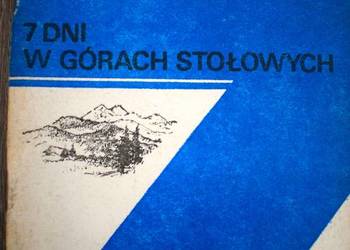 7 DNI
W GÓRACH STOŁOWYCH